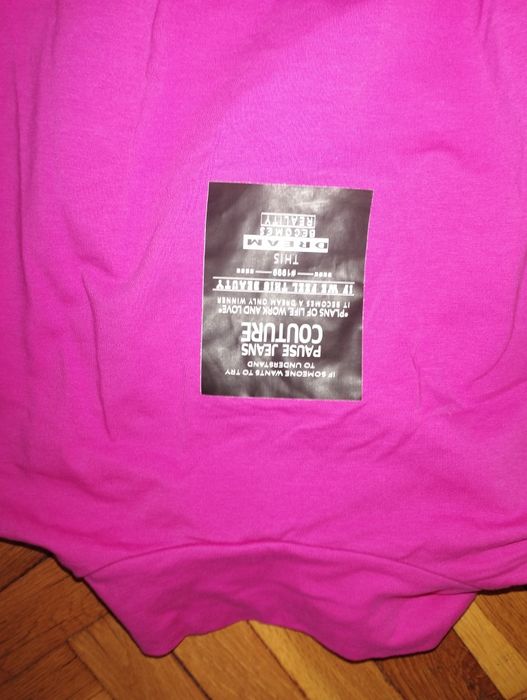 IF SOMEONE WANTS TO TRY
TO UNDERSTAND
PAUSE JEANS
COUTURE
"PLANS OF LIFE, WORK AND LOVE"
IT BECOMES A DREAM ONLY WINNER
IF WE FEEL THIS BEAUTY
#1999
THIS
DREAM
BECOMES
REALITY